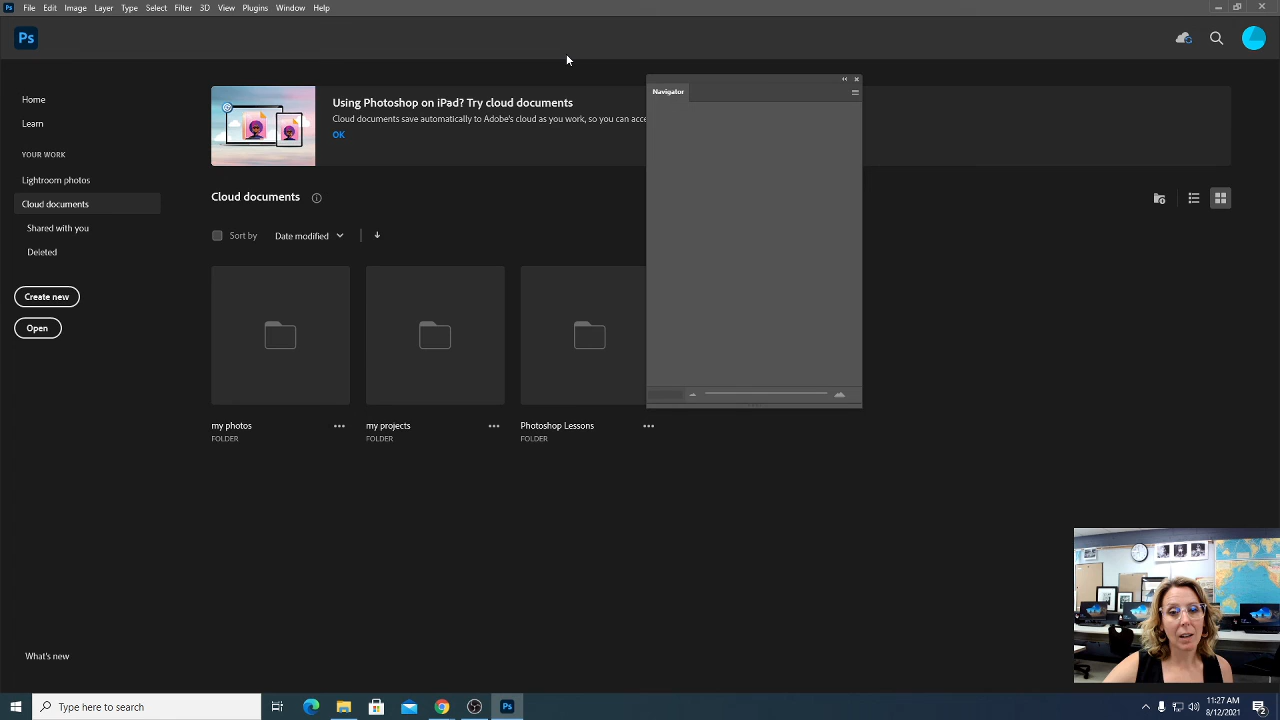 Ps File Edit Image Layer Type Select Filter 3D View Plugins Window Help
Ps
Navigator
Using Photoshop on iPad? Try cloud documents
Cloud documents save automatically to Adobe's cloud as you work, so you can acce
OK
Home
Learn
YOUR WORK
Lightroom photos
Cloud documents
Shared with you
Deleted
Create new
Open
Cloud documents
Sort by Date modified
my photos
FOLDER
my projects
FOLDER
Photoshop Lessons
FOLDER
What's new
Type here to search
Ps
11:27 AM
8/12/2021
2